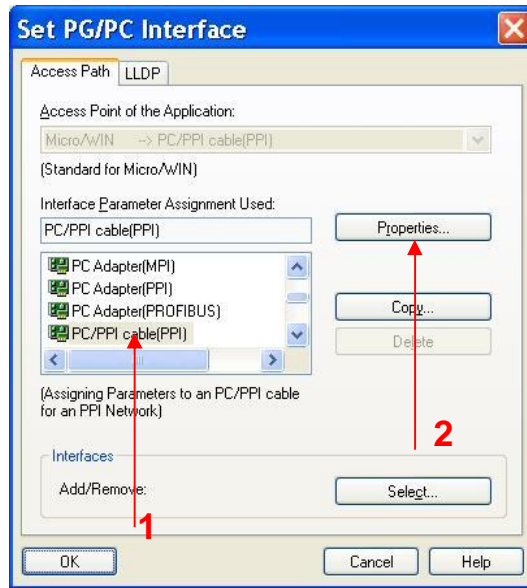 Set PG/PC Interface
Access Path
LLDP
Access Point of the Application:
Micro/WIN --> PC/PPI cable(PPI)
(Standard for Micro/WIN)
Interface Parameter Assignment Used:
PC/PPI cable(PPI)
Properties...
PC Adapter(MPI)
PC Adapter(PPI)
PC Adapter(PROFIBUS)
PC/PPI cable(PPI)
Copy...
Delete
(Assigning Parameters to an PC/PPI cable
for an PPI Network)
2
Interfaces
Add/Remove:
Select...
1
OK
Cancel
Help